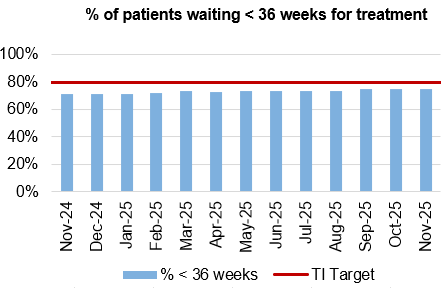 % of patients waiting < 36 weeks for treatment
100%
80%
60%
40%
20%
0%
Nov-24
Dec-24
Jan-25
Feb-25
Mar-25
Apr-25
May-25
Jun-25
Jul-25
Aug-25
Sep-25
Oct-25
Nov-25
% < 36 weeks
TI Target